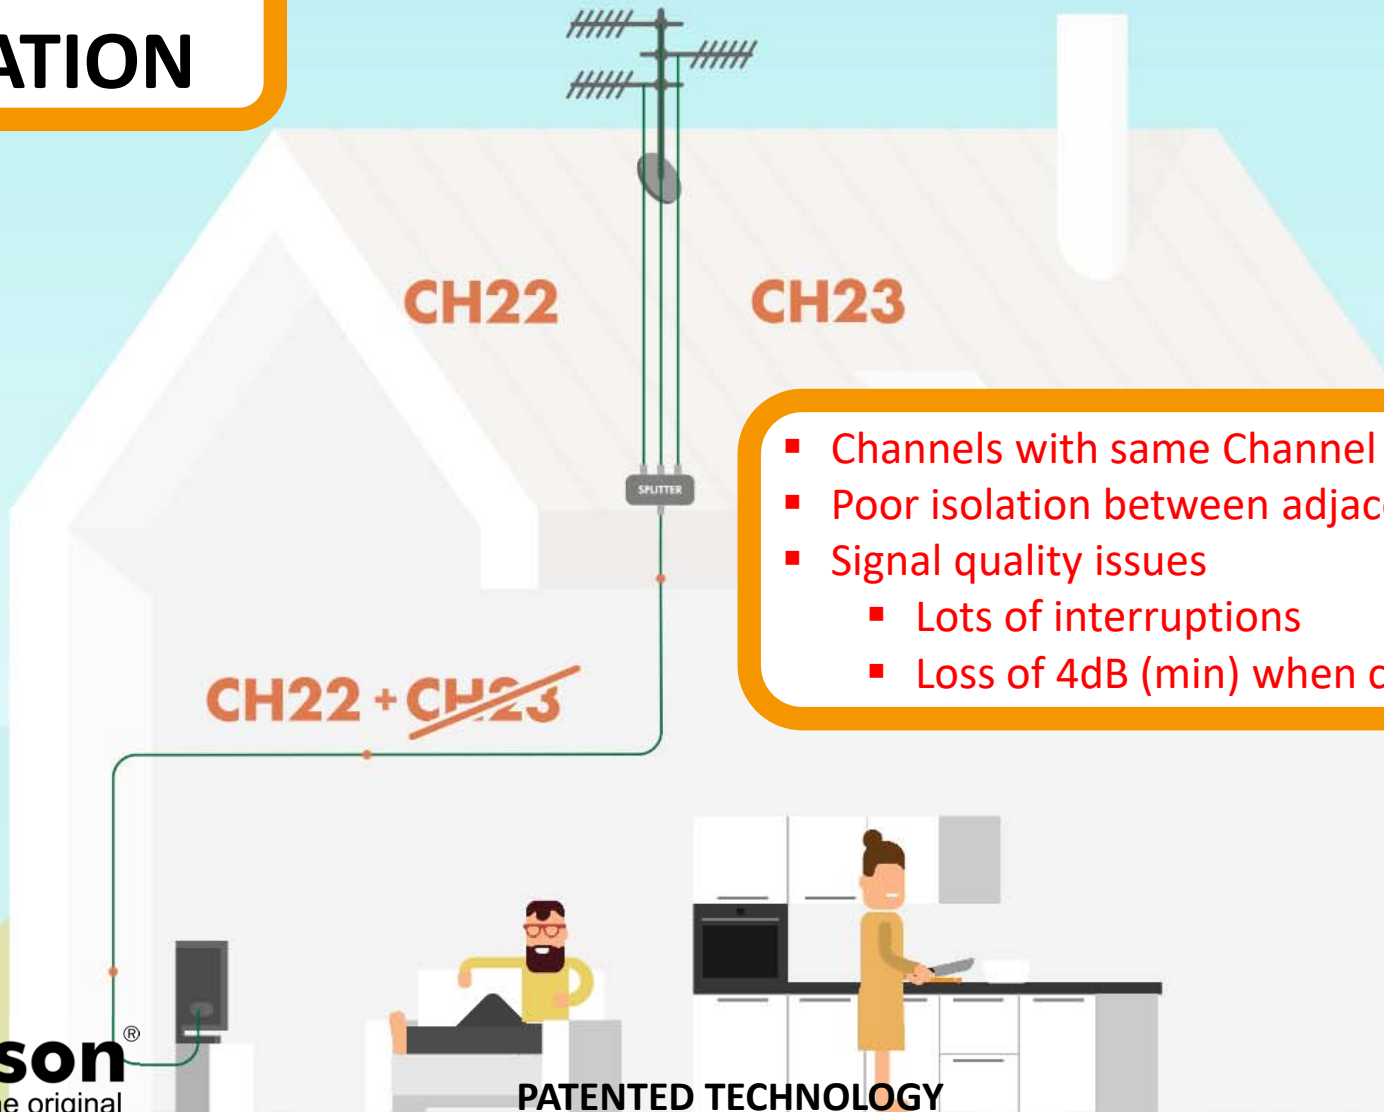 ATION
CH22
CH23
SPLITTER
▪ Channels with same Channel
▪ Poor isolation between adjac
▪ Signal quality issues
▪ Lots of interruptions
▪ Loss of 4dB (min) when
CH22 + CH23
son®
e original
PATENTED TECHNOLOGY